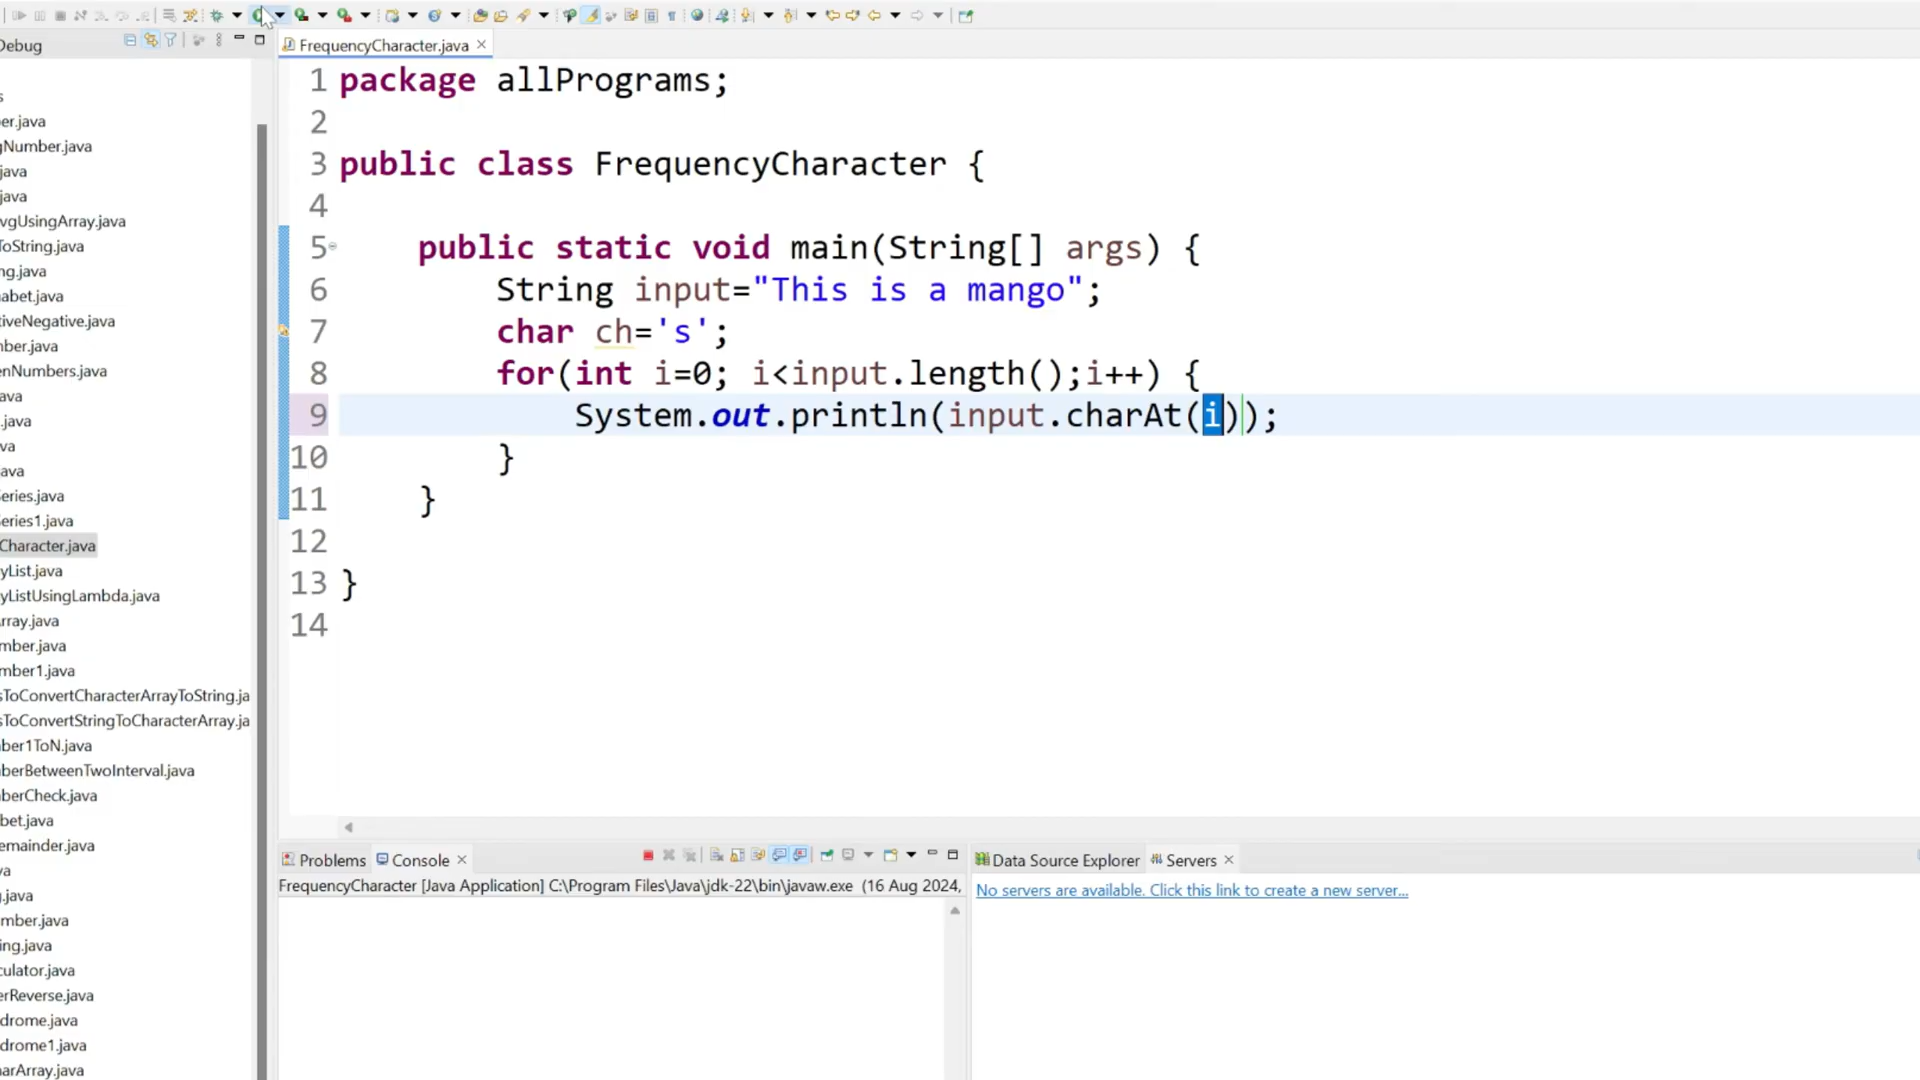 Debug
FrequencyCharacter.java
s
er.java
gNumber.java
java
java
vgUsingArray.java
ToString.java
ng.java
abet.java
tiveNegative.java
nber.java
enNumbers.java
ava
.java
va
java
eries.java
eries1.java
Character.java
yList.java
yListUsingLambda.java
rray.java
mber.java
mber1.java
sToConvertCharacterArrayToString.ja
sToConvertStringToCharacterArray.ja
ber1ToN.java
berBetweenTwoInterval.java
berCheck.java
bet.java
emainder.java
va
g.java
mber.java
ing.java
culator.java
erReverse.java
drome.java
drome1.java
arArray.java
1 package allPrograms;
2
3 public class FrequencyCharacter {
4
5 public static void main(String[] args) {
6 String input="This is a mango";
7 char ch='s';
8 for(int i=0; i<input.length();i++) {
9 System.out.println(input.charAt(i));
10 }
11 }
12
13 }
14
Problems Console
Data Source Explorer Servers
FrequencyCharacter [Java Application] C:\Program Files\Java\jdk-22\bin\javaw.exe (16 Aug 2024,
No servers are available. Click this link to create a new server...